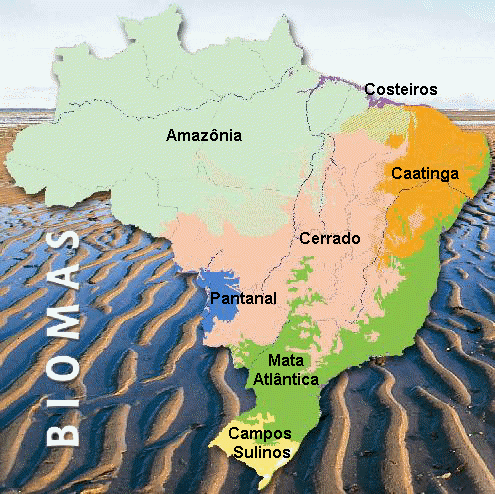 Costeiros
Amazônia
Caatinga
Cerrado
Pantanal
Mata
Atlântica
Campos
Sulinos
BIOMAS